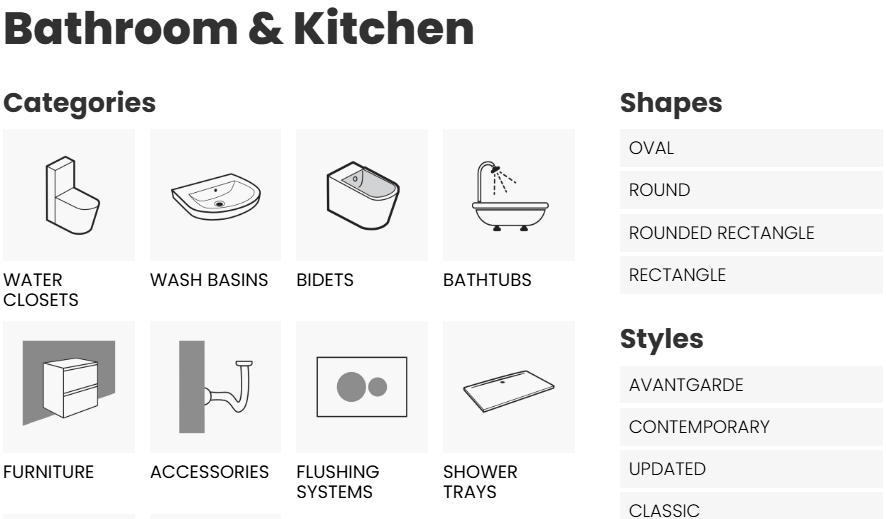 Bathroom & Kitchen
Categories
WATER
CLOSETS
WASH BASINS
BIDETS
BATHTUBS
FURNITURE
ACCESSORIES
FLUSHING
SYSTEMS
SHOWER
TRAYS
Shapes
OVAL
ROUND
ROUNDED RECTANGLE
RECTANGLE
Styles
AVANTGARDE
CONTEMPORARY
UPDATED
CLASSIC